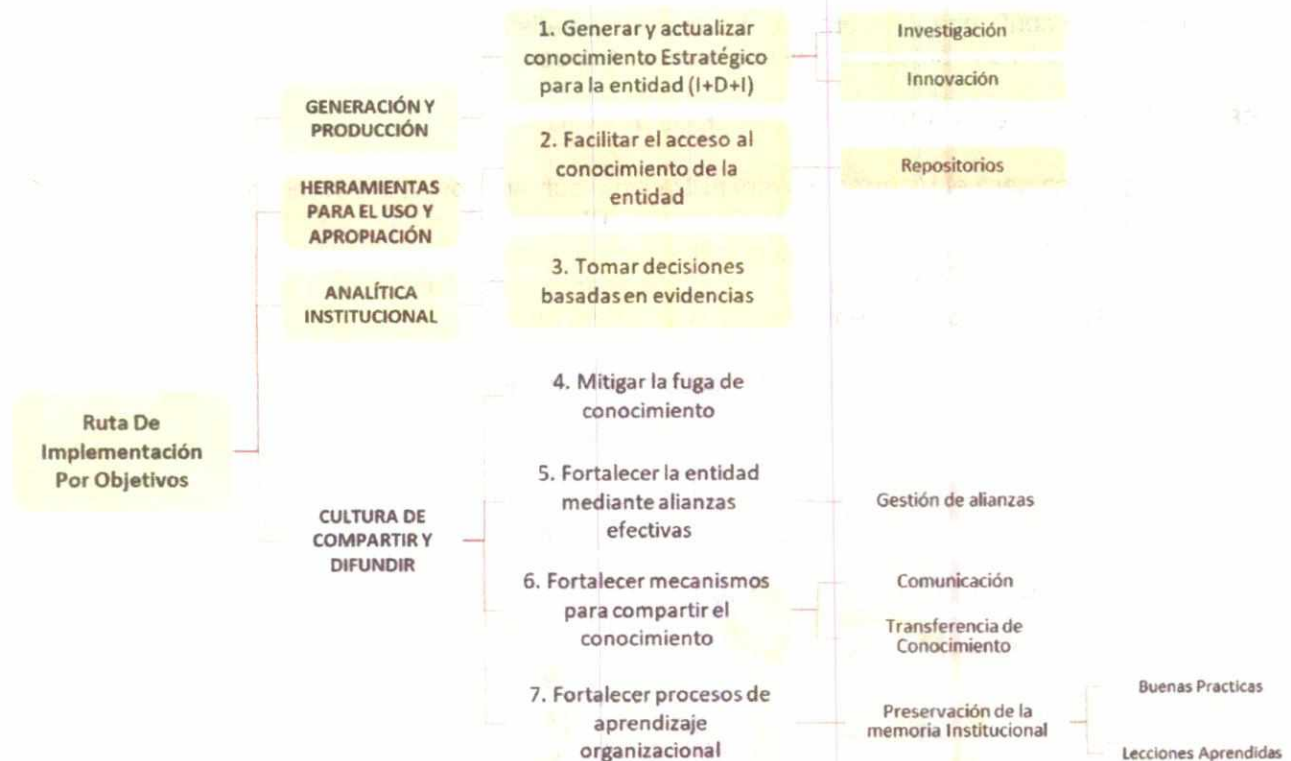 Ruta De
Implementación
Por Objetivos
GENERACIÓN Y
PRODUCCIÓN
1. Generar y actualizar
conocimiento Estratégico
para la entidad (I+D+I)
Investigación
Innovación
HERRAMIENTAS
PARA EL USO Y
APROPIACIÓN
2. Facilitar el acceso al
conocimiento de la
entidad
Repositorios
ANALÍTICA
INSTITUCIONAL
3. Tomar decisiones
basadas en evidencias
CULTURA DE
COMPARTIR Y
DIFUNDIR
4. Mitigar la fuga de
conocimiento
5. Fortalecer la entidad
mediante alianzas
efectivas
Gestión de alianzas
6. Fortalecer mecanismos
para compartir el
conocimiento
Comunicación
Transferencia de
Conocimiento
7. Fortalecer procesos de
aprendizaje
organizacional
Preservación de la
memoria Institucional
Buenas Practicas
Lecciones Aprendidas